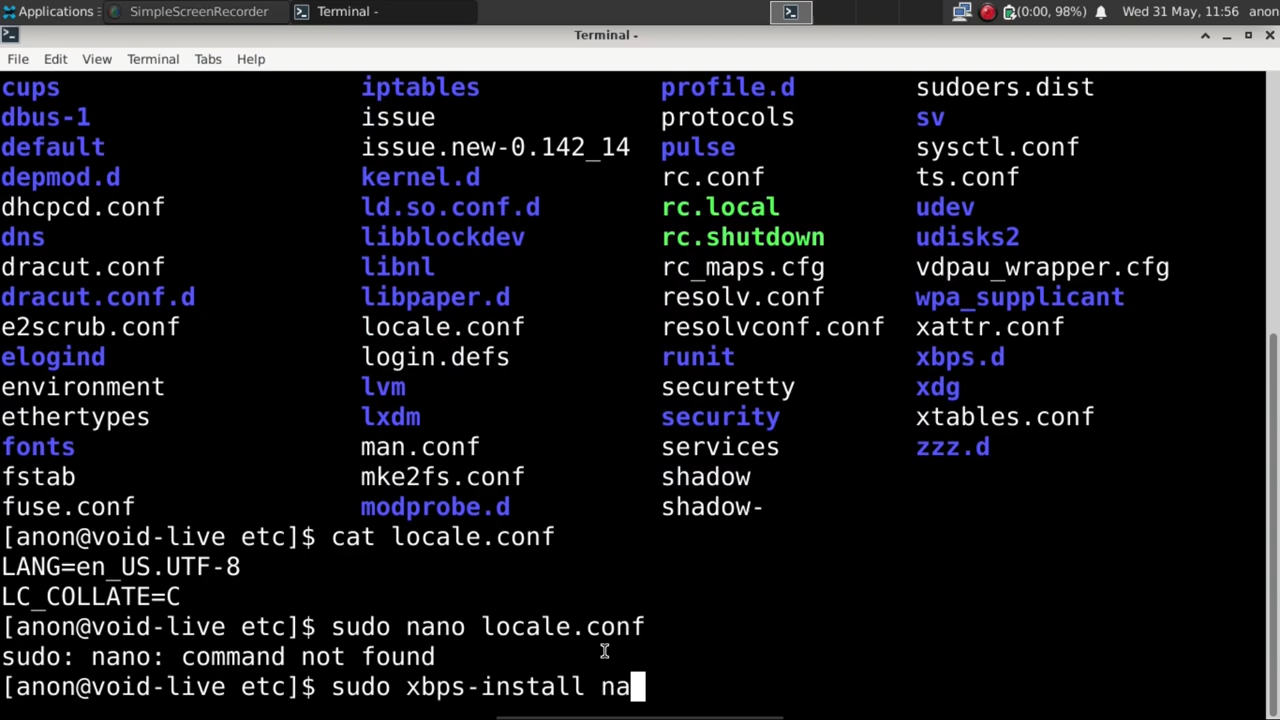 Applications SimpleScreenRecorder Terminal - (0:00, 98%) Wed 31 May, 11:56 anon
Terminal -
File Edit View Terminal Tabs Help
cups iptables profile.d sudoers.dist
dbus-1 issue protocols sv
default issue.new-0.142_14 pulse sysctl.conf
depmod.d kernel.d rc.conf ts.conf
dhcpcd.conf ld.so.conf.d rc.local udev
dns libblockdev rc.shutdown udisks2
dracut.conf libnl rc_maps.cfg vdpau_wrapper.cfg
dracut.conf.d libpaper.d resolv.conf wpa_supplicant
e2scrub.conf locale.conf resolvconf.conf xattr.conf
elogind login.defs runit xbps.d
environment lvm securetty xdg
ethertypes lxdm security xtables.conf
fonts man.conf services zzz.d
fstab mke2fs.conf shadow
fuse.conf modprobe.d shadow-
[anon@void-live etc]$ cat locale.conf
LANG=en_US.UTF-8
LC_COLLATE=C
[anon@void-live etc]$ sudo nano locale.conf
sudo: nano: command not found
[anon@void-live etc]$ sudo xbps-install na